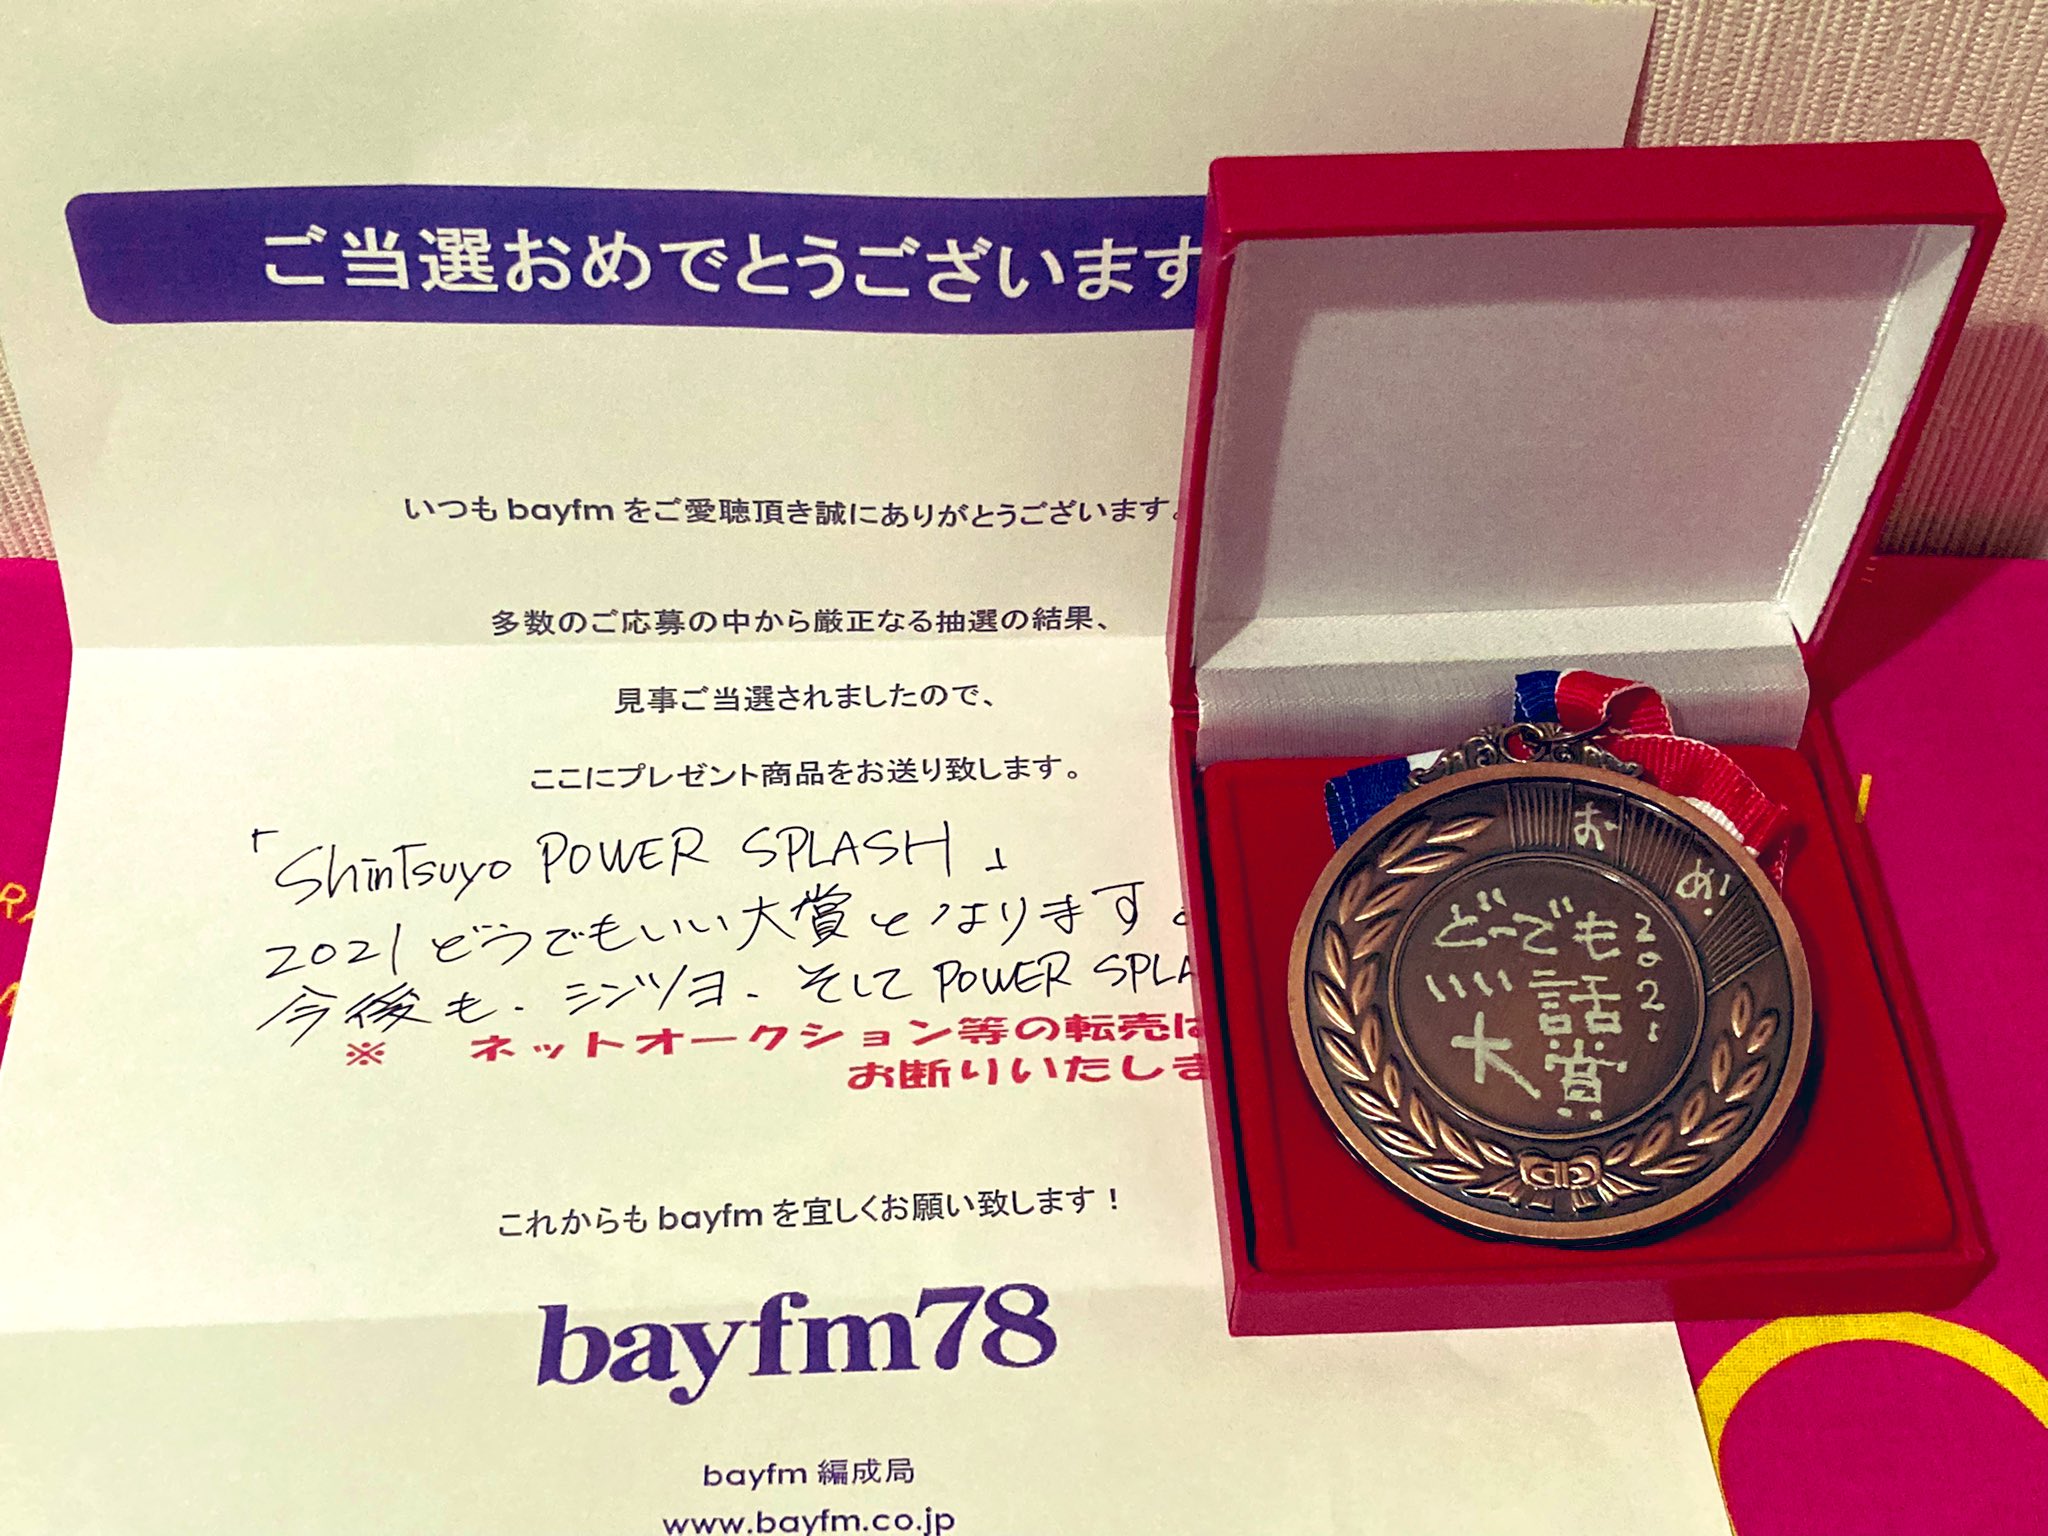 ご当選おめでとうございます
いつも bayfm をご愛聴頂き誠にありがとうございます。
多数のご応募の中から厳正なる抽選の結果、
見事ご当選されましたので、
ここにプレゼント商品をお送り致します。
「ShinTsuyo POWER SPLASH」
2021 どうでもいい大賞となります。
今後も、シンツヨ、そして POWER SPLA
※ ネットオークション等の転売は
お断りいたしま
これからも bayfm を宜しくお願い致します！
bayfm78
bayfm 編成局
www.bayfm.co.jp
おめ
2021
どーでも
いい話
大賞